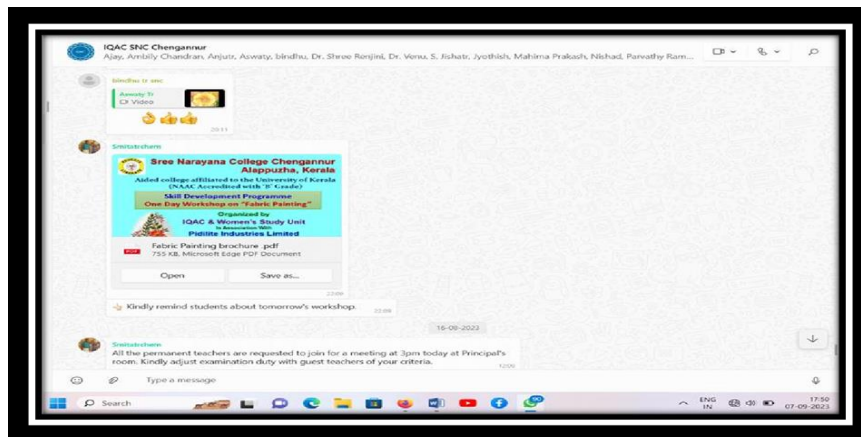 IQAC SNC Chengannur
Ajay, Ambily Chandran, Anjutr, Aswaty, bindhu, Dr. Shree Renjini, Dr. Venu. S, Jishatr, Jyothish, Mahima Prakash, Nishad, Parvathy Ram...
bindhu tr snc
Aswaty Tr
Video
20:11
Smitatrchem
Sree Narayana College Chengannur
Alappuzha, Kerala
Aided college affiliated to the University of Kerala
(NAAC Accredited with 'B' Grade)
Skill Development Programme
One Day Workshop on "Fabric Painting"
Organized by
IQAC & Women's Study Unit
In Association With
Pidilite Industries Limited
Fabric Painting brochure .pdf
PDF
755 KB, Microsoft Edge PDF Document
Open
Save as...
Kindly remind students about tomorrow's workshop.
Smitatrchem
All the permanent teachers are requested to join for a meeting at 3pm today at Principal's
room. Kindly adjust examination duty with guest teachers of your criteria.
Type a message
Search
ENG
IN
17:50
07-09-2023